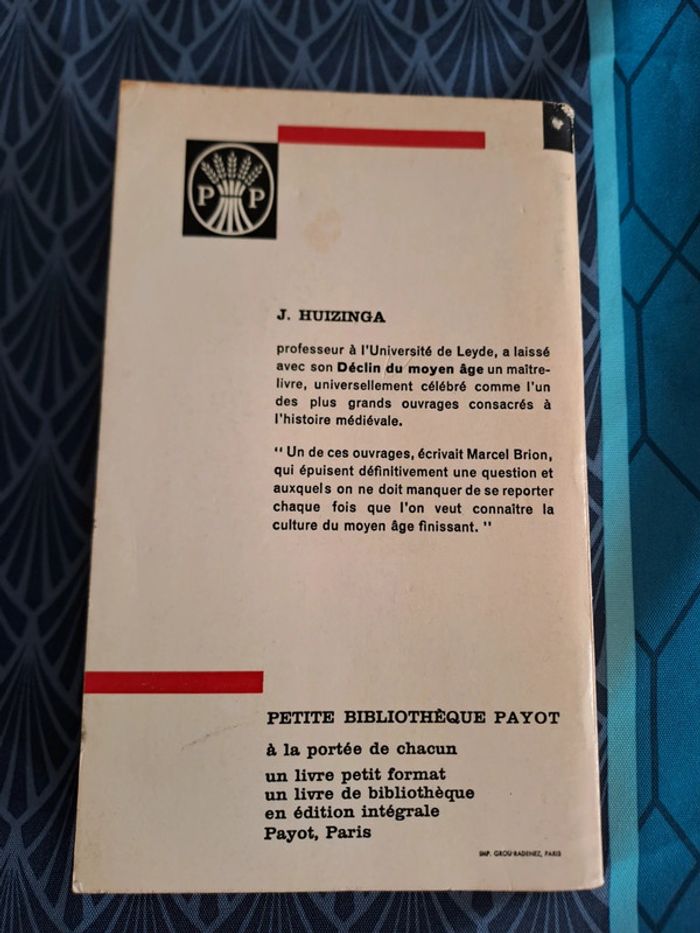 P P
J. HUIZINGA
professeur à l'Université de Leyde, a laissé
avec son Déclin du moyen âge un maître-
livre, universellement célébré comme l'un
des plus grands ouvrages consacrés à
l'histoire médiévale.
" Un de ces ouvrages, écrivait Marcel Brion,
qui épuisent définitivement une question et
auxquels on ne doit manquer de se reporter
chaque fois que l'on veut connaître la
culture du moyen âge finissant. "
PETITE BIBLIOTHÈQUE PAYOT
à la portée de chacun
un livre petit format
un livre de bibliothèque
en édition intégrale
Payot, Paris
IMP. GROU-RADENEZ, PARIS